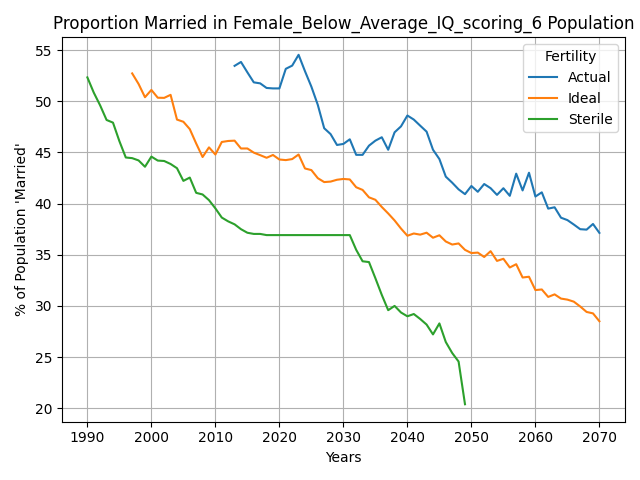 Proportion Married in Female_Below_Average_IQ_scoring_6 Population
% of Population 'Married'
55
50
45
40
35
30
25
20
Fertility
Actual
Ideal
Sterile
1990 2000 2010 2020 2030 2040 2050 2060 2070
Years